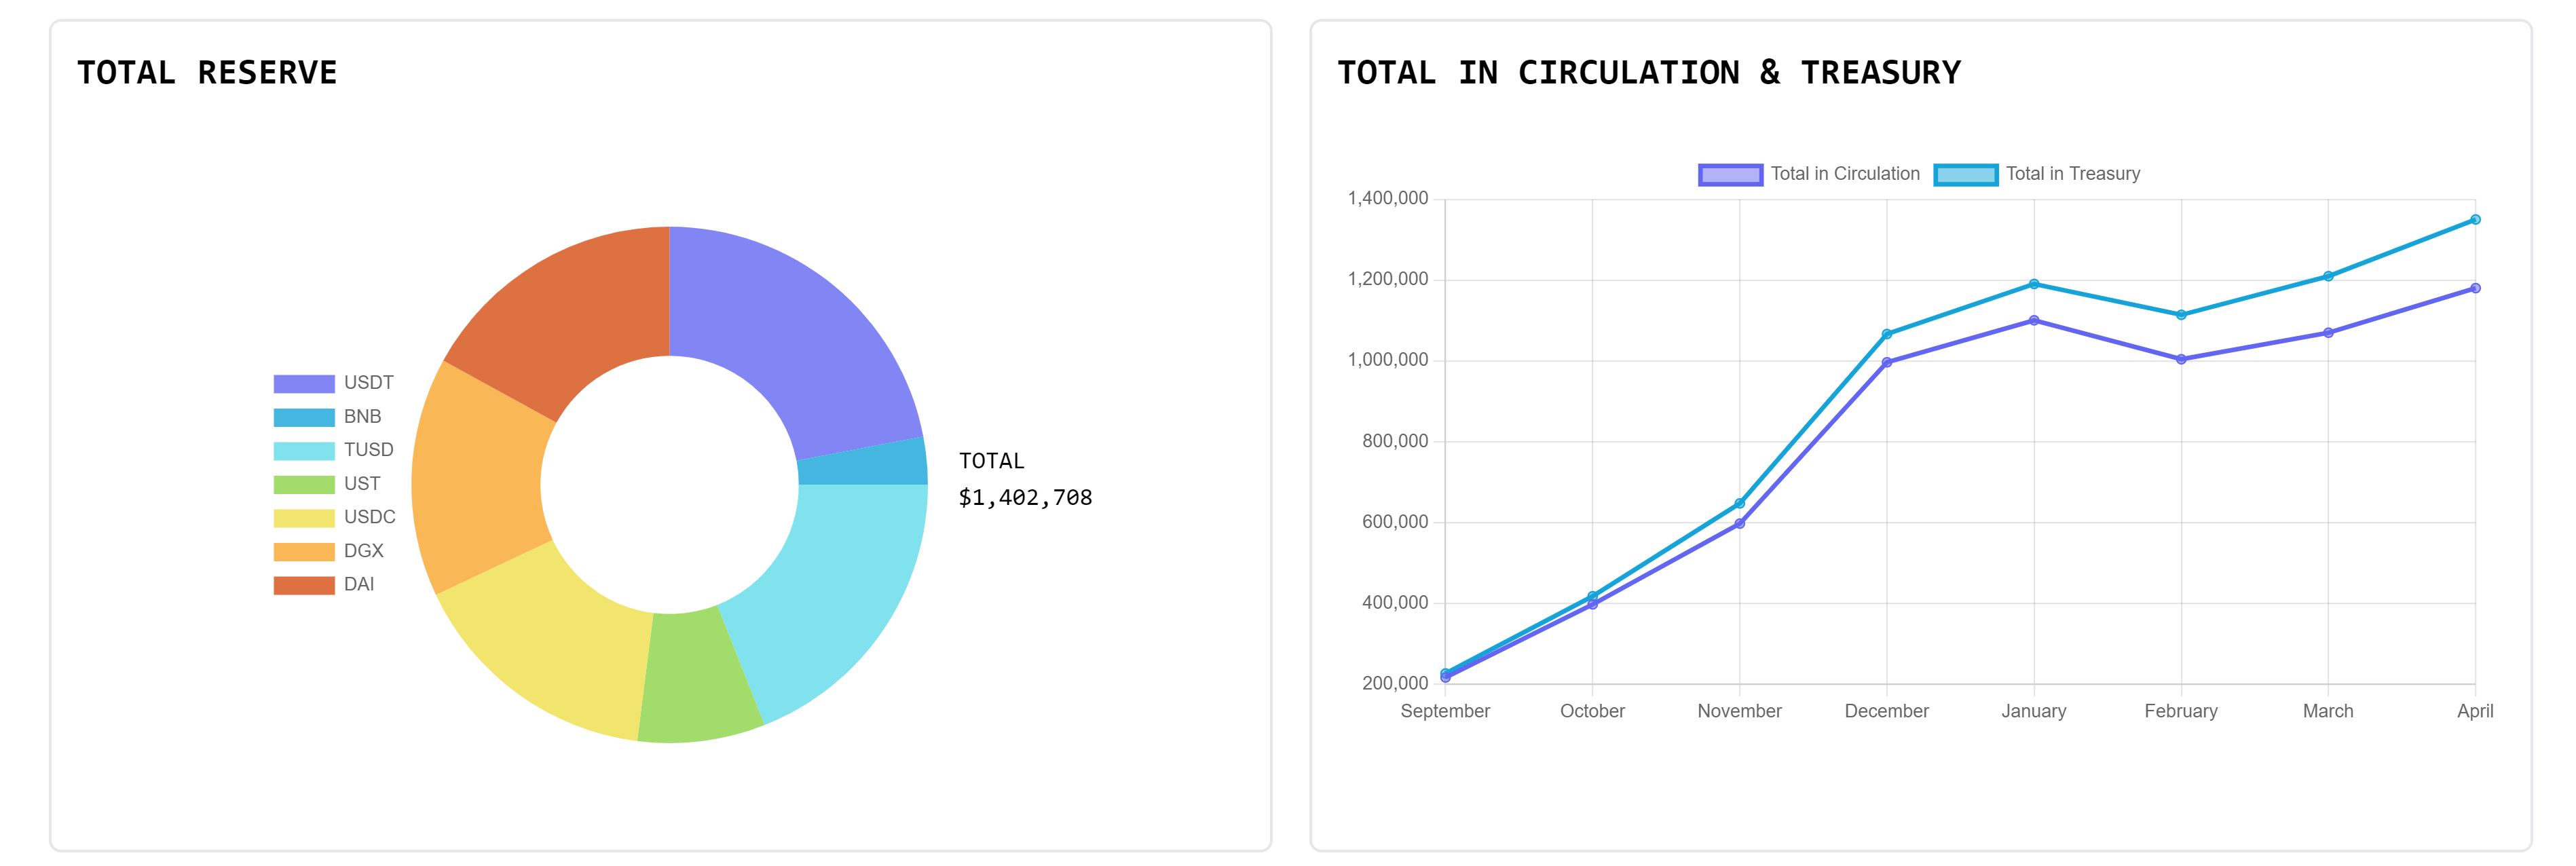 TOTAL RESERVE
USDT
BNB
TUSD
UST
USDC
DGX
DAI
TOTAL
$1,402,708
TOTAL IN CIRCULATION & TREASURY
Total in Circulation
Total in Treasury
1,400,000
1,200,000
1,000,000
800,000
600,000
400,000
200,000
September October November December January February March April